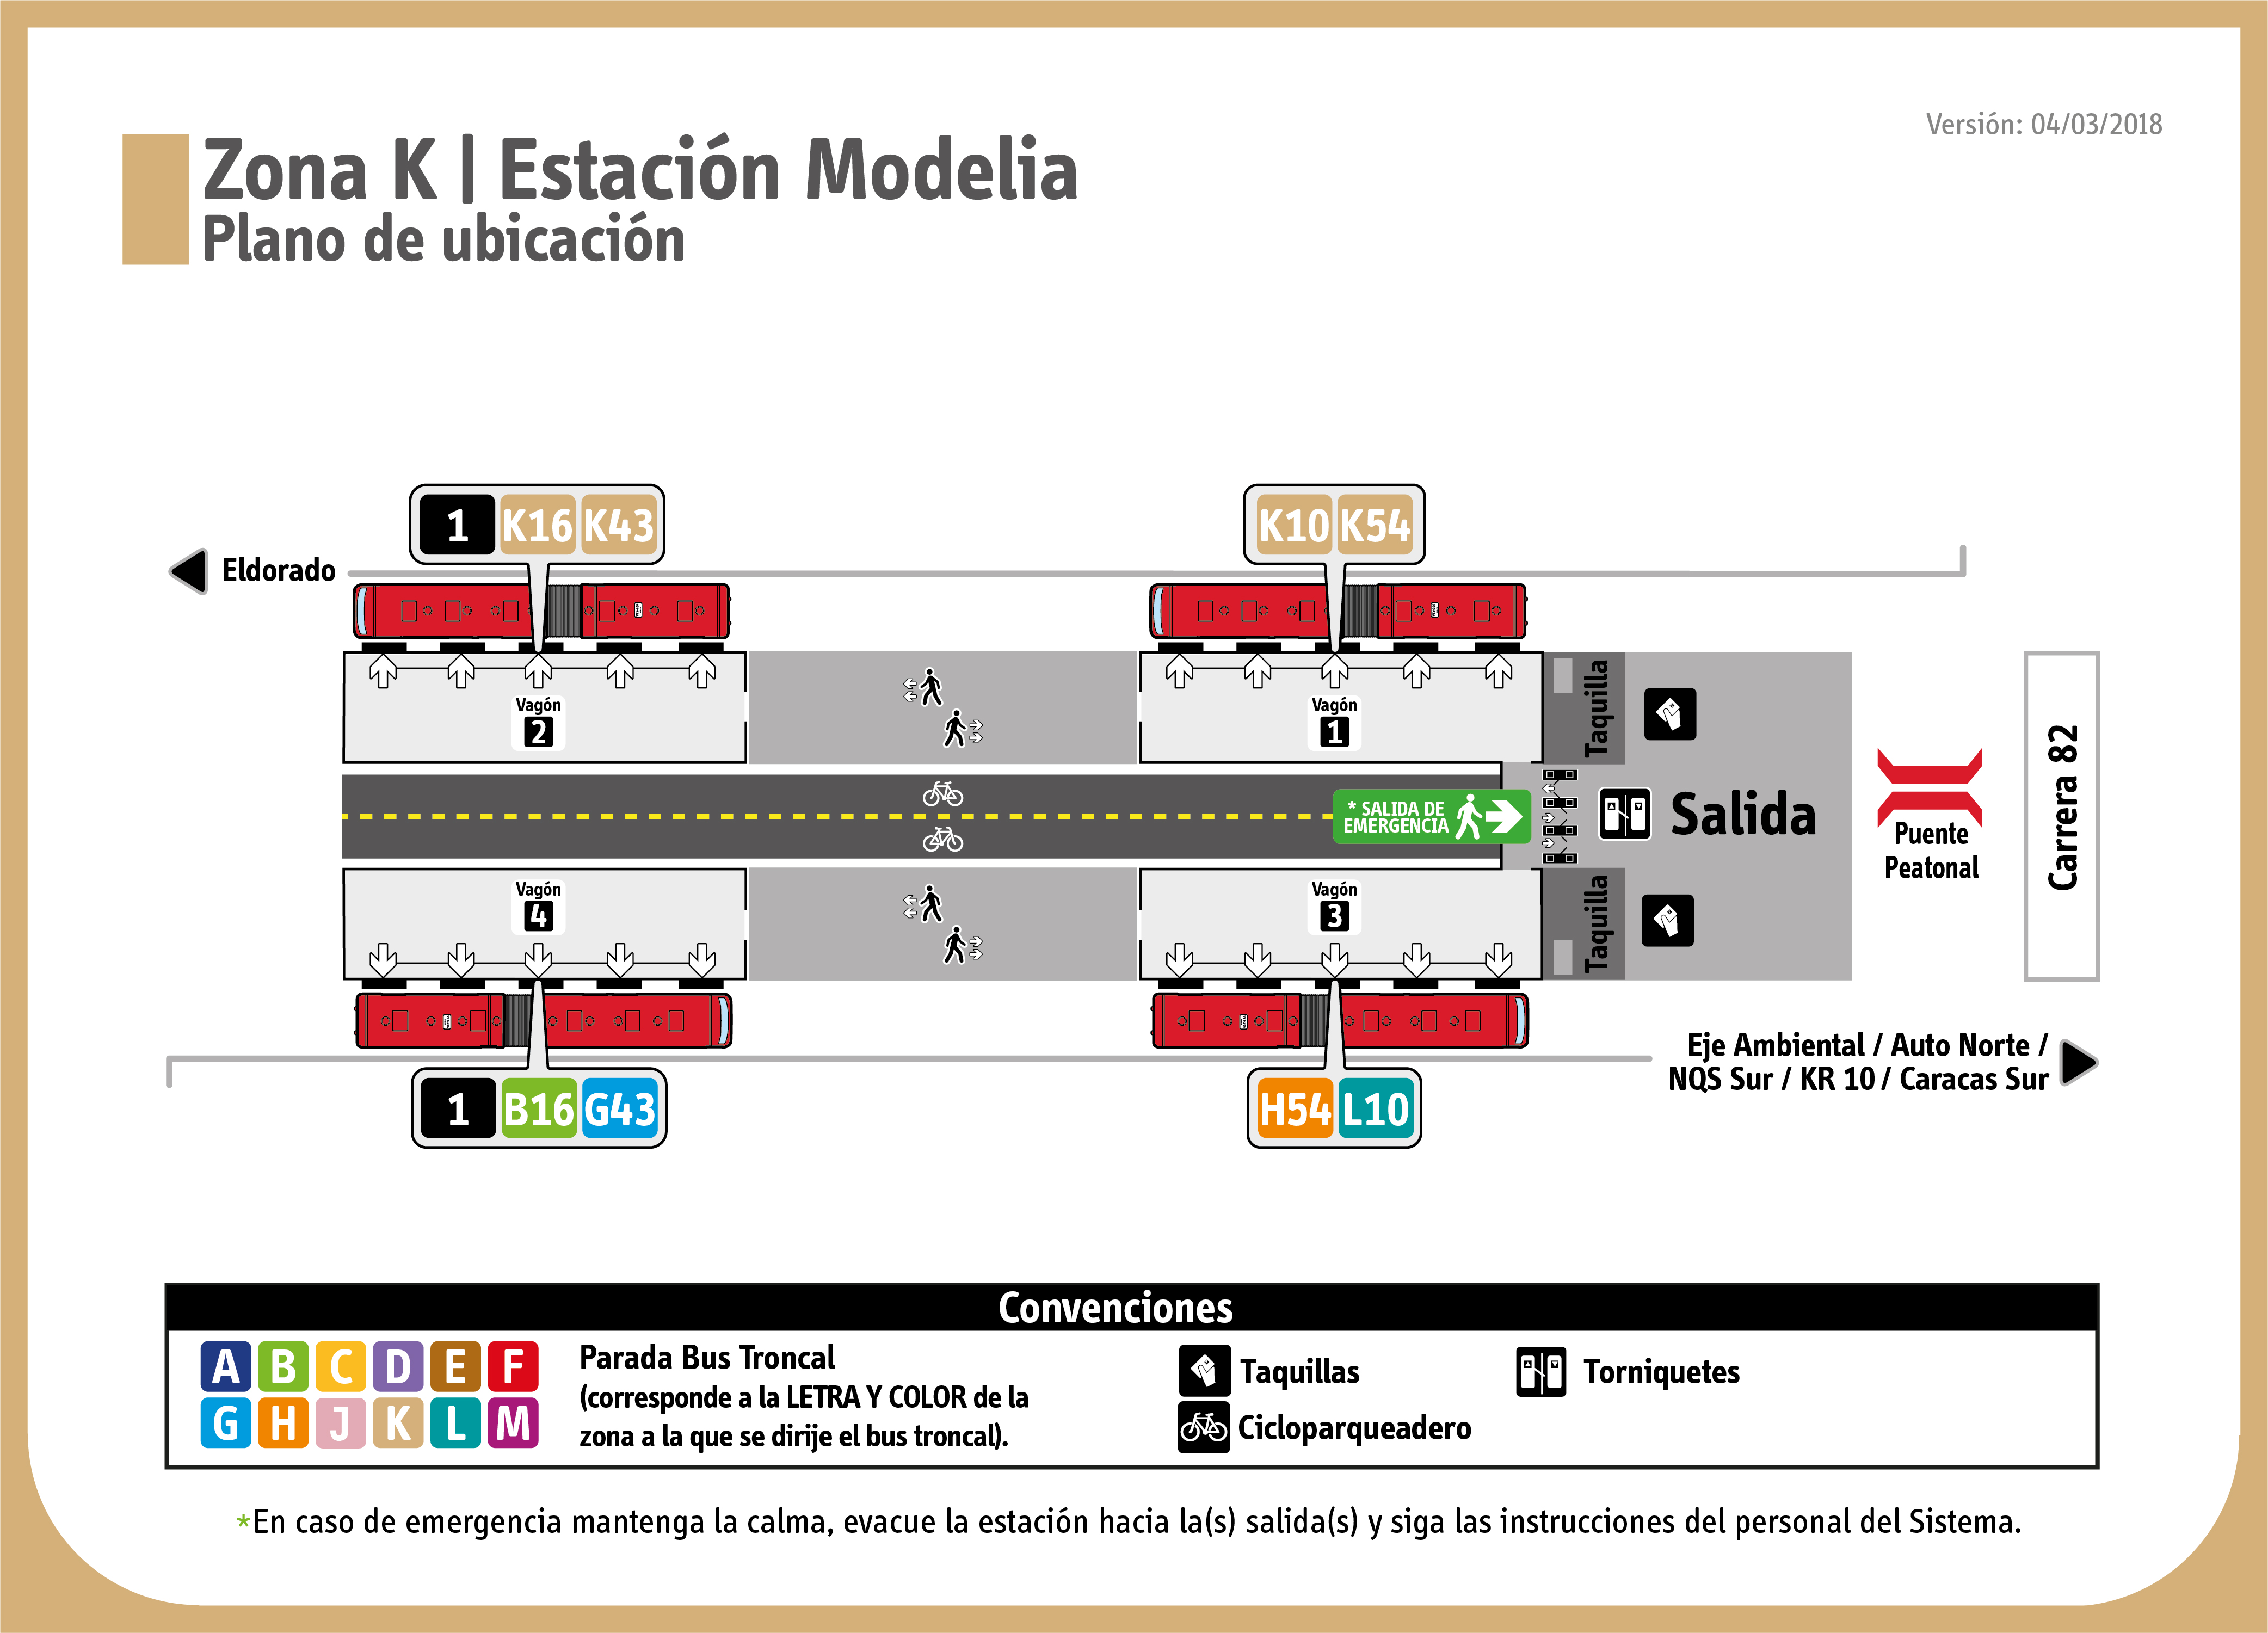 Versión: 04/03/2018
Zona K | Estación Modelia
Plano de ubicación
1 K16 K43
K10 K54
Eldorado
Vagón
2
Vagón
1
Taquilla
* SALIDA DE
EMERGENCIA
Salida
Puente
Peatonal
Carrera 82
Vagón
4
Vagón
3
Taquilla
Eje Ambiental / Auto Norte /
NQS Sur / KR 10 / Caracas Sur
1 B16 G43
H54 L10
Convenciones
A B C D E F
G H J K L M
Parada Bus Troncal
(corresponde a la LETRA Y COLOR de la
zona a la que se dirije el bus troncal).
Taquillas
Cicloparqueadero
Torniquetes
*En caso de emergencia mantenga la calma, evacue la estación hacia la(s) salida(s) y siga las instrucciones del personal del Sistema.